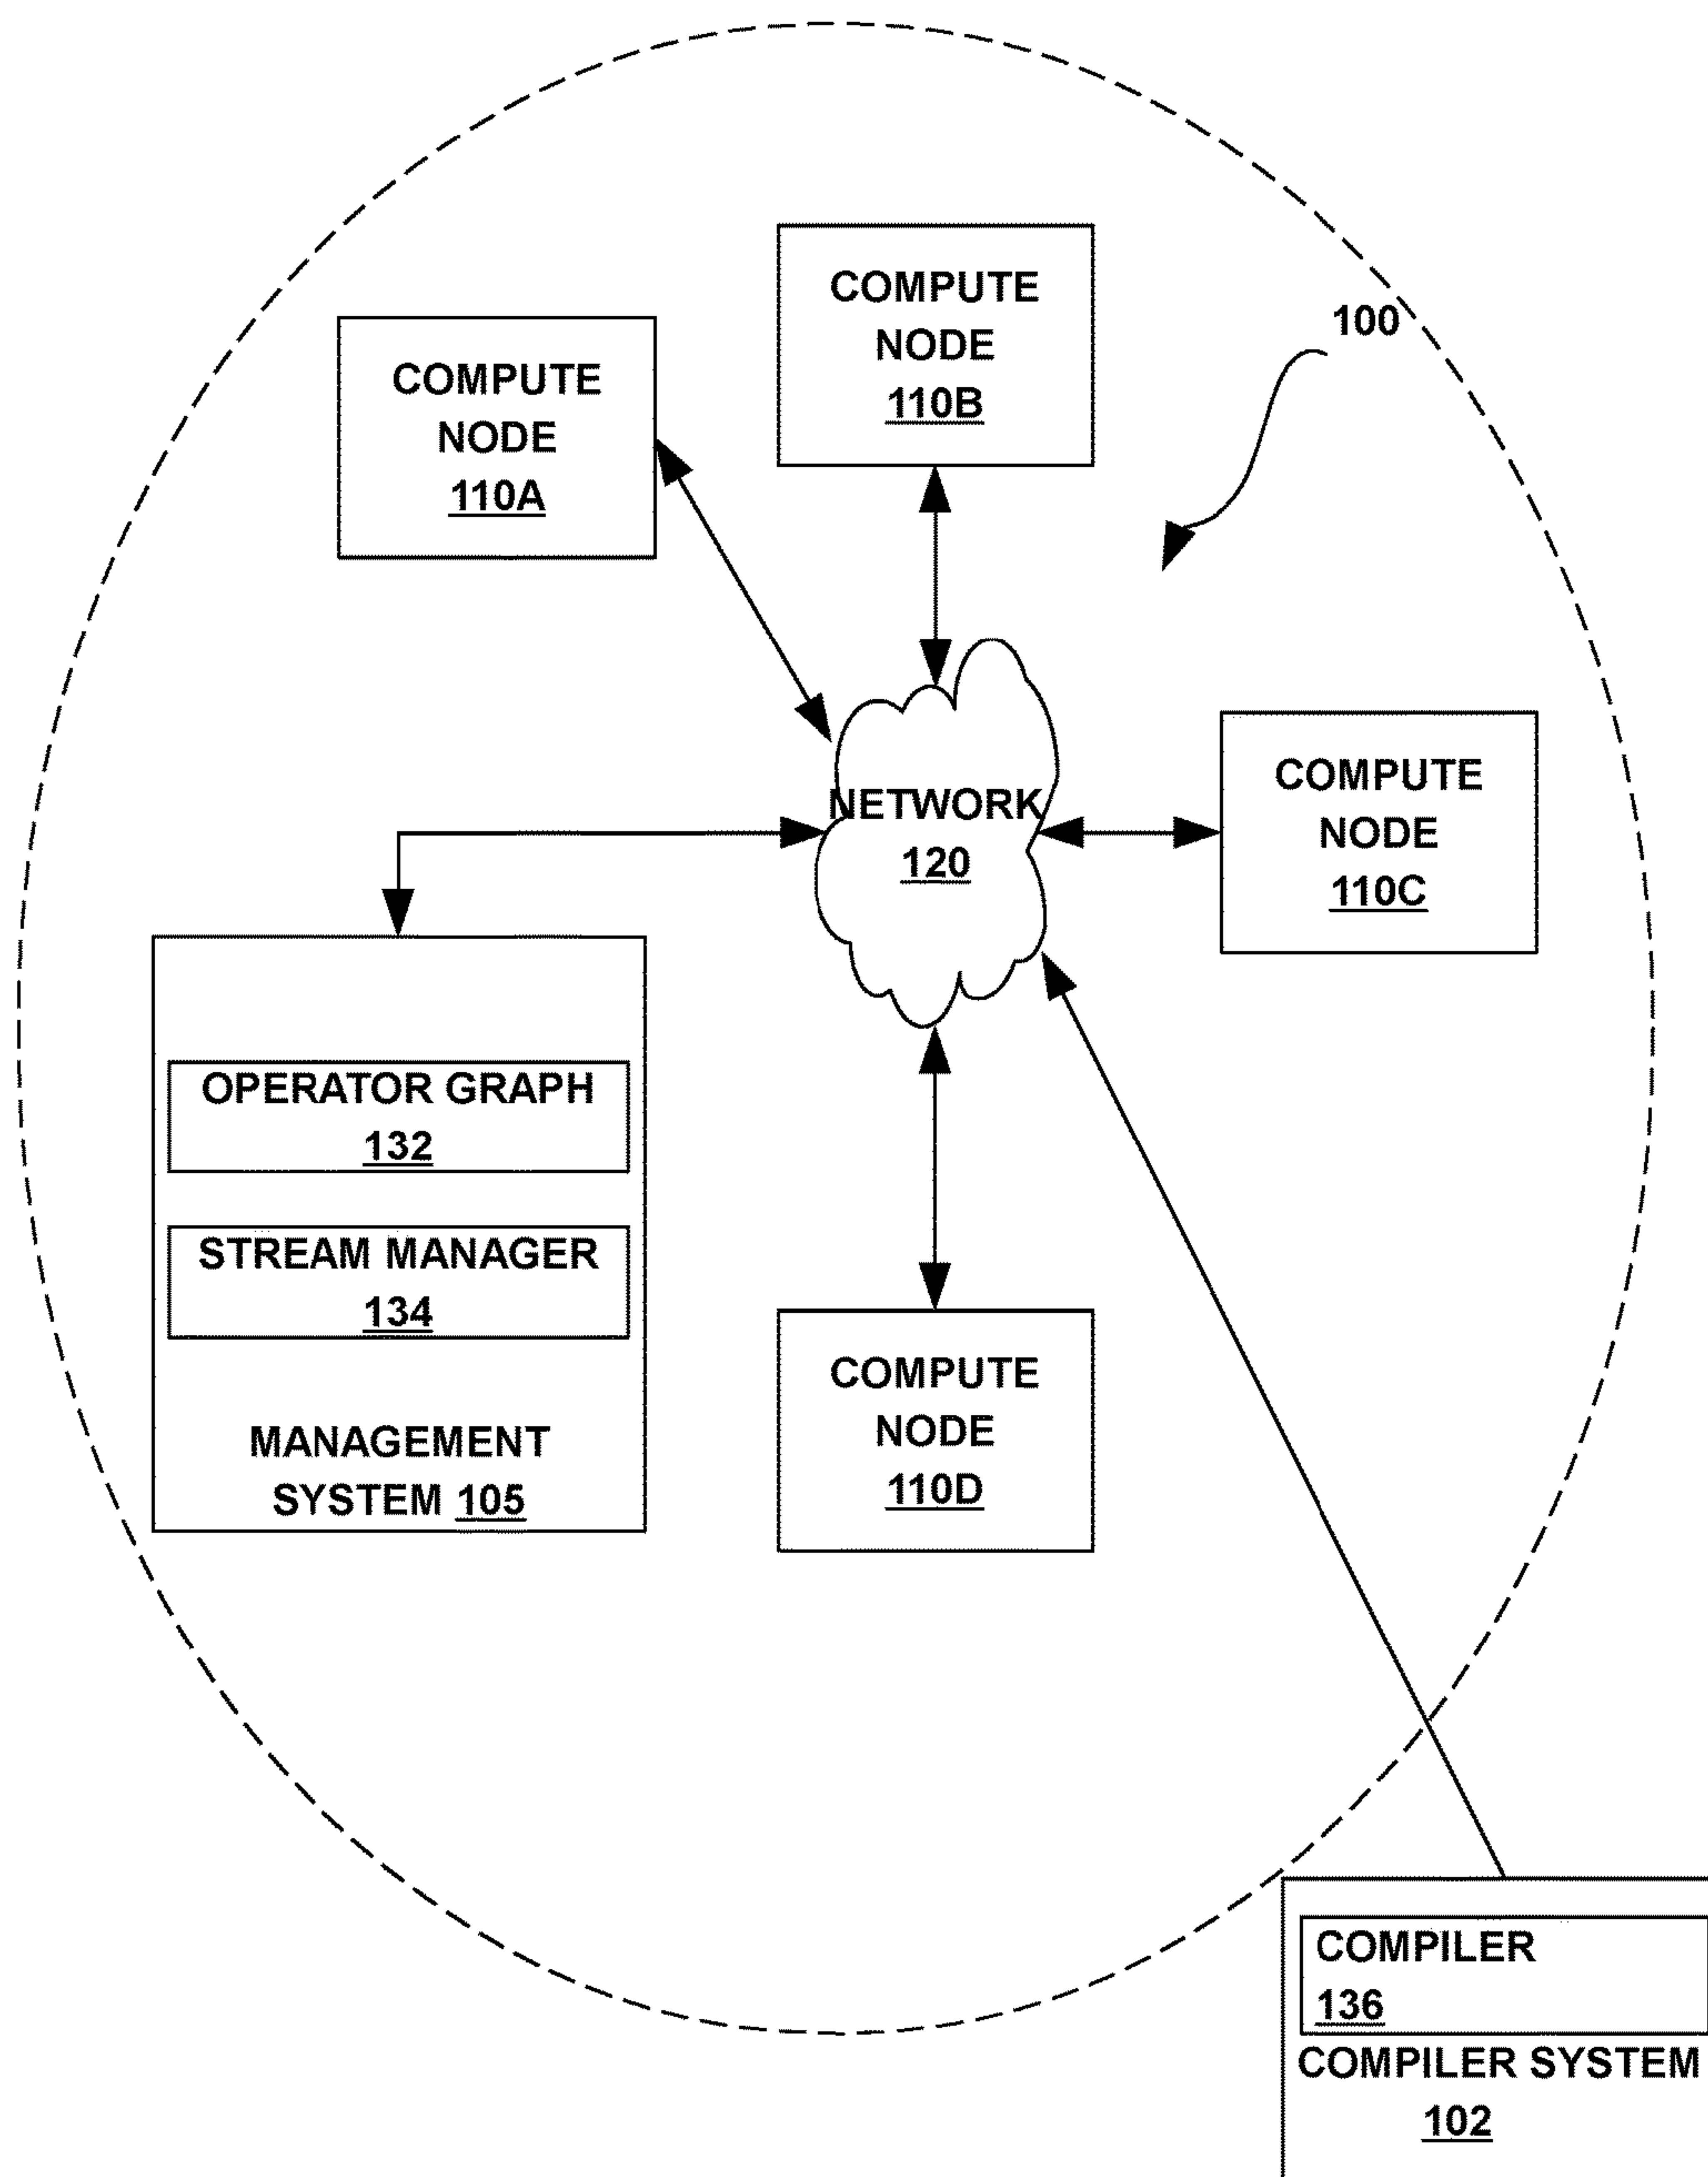 COMPUTE
NODE
110B
100
COMPUTE
NODE
110A
NETWORK
120
COMPUTE
NODE
110C
OPERATOR GRAPH
132
STREAM MANAGER
134
MANAGEMENT
SYSTEM 105
COMPUTE
NODE
110D
COMPILER
136
COMPILER SYSTEM
102